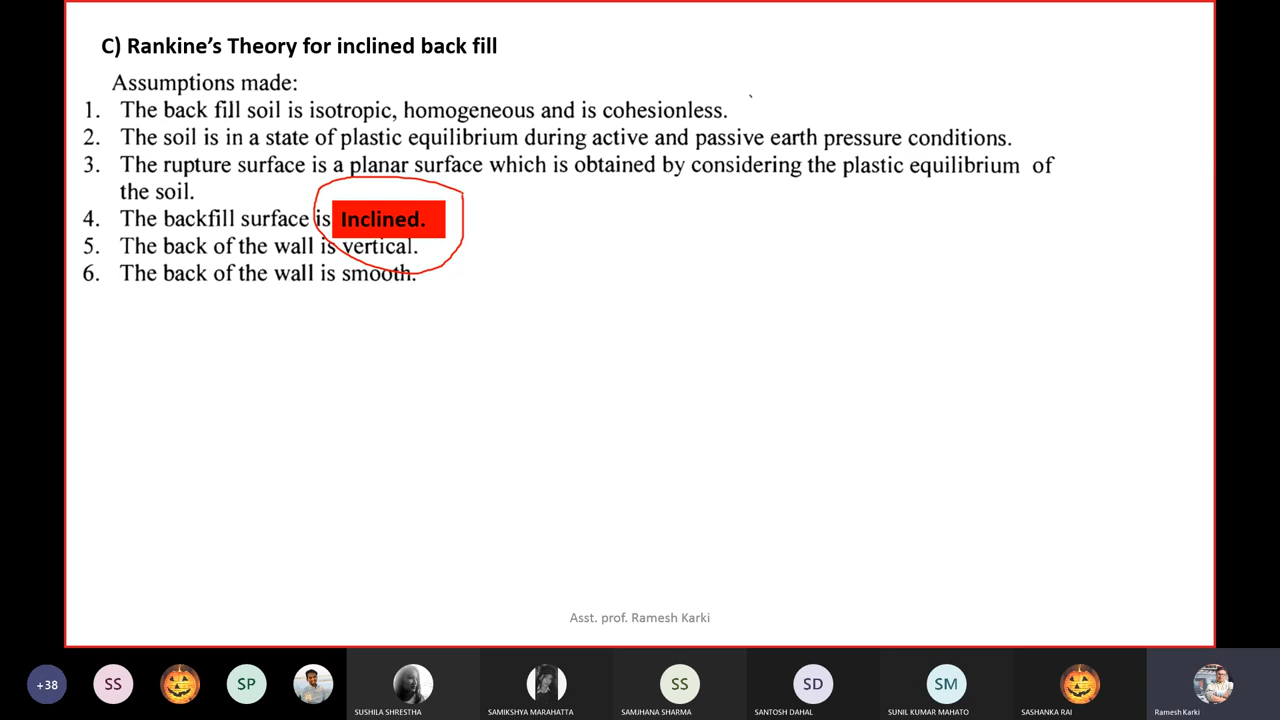 C) Rankine's Theory for inclined back fill
Assumptions made:
1. The back fill soil is isotropic, homogeneous and is cohesionless.
2. The soil is in a state of plastic equilibrium during active and passive earth pressure conditions.
3. The rupture surface is a planar surface which is obtained by considering the plastic equilibrium of
the soil.
4. The backfill surface is Inclined.
5. The back of the wall is vertical.
6. The back of the wall is smooth.
Asst. prof. Ramesh Karki
+38 SS SP SS SD SM
SUSHILA SHRESTHA SAMIKSHYA MARAHATTA SAMJHANA SHARMA SANTOSH DAHAL SUNIL KUMAR MAHATO SASHANKA RAI Ramesh Karki